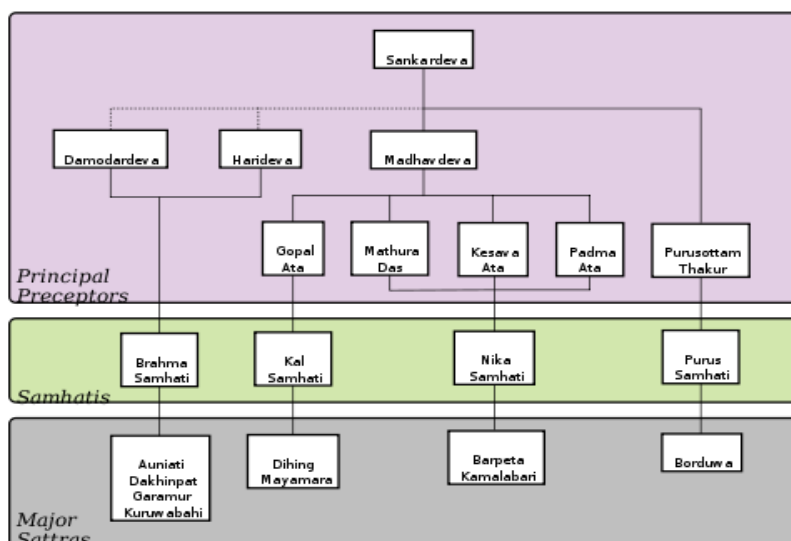 Sankardeva
Damodardeva
Harideva
Madhavdeva
Gopal
Ata
Mathura
Das
Kesava
Ata
Padma
Ata
Purusottam
Thakur
Principal
Preceptors
Brahma
Samhati
Kal
Samhati
Nika
Samhati
Purus
Samhati
Samhatis
Auniati
Dakhinpat
Garamur
Kuruwabahi
Dihing
Mayamara
Barpeta
Kamalabari
Borduwa
Major
Sattras